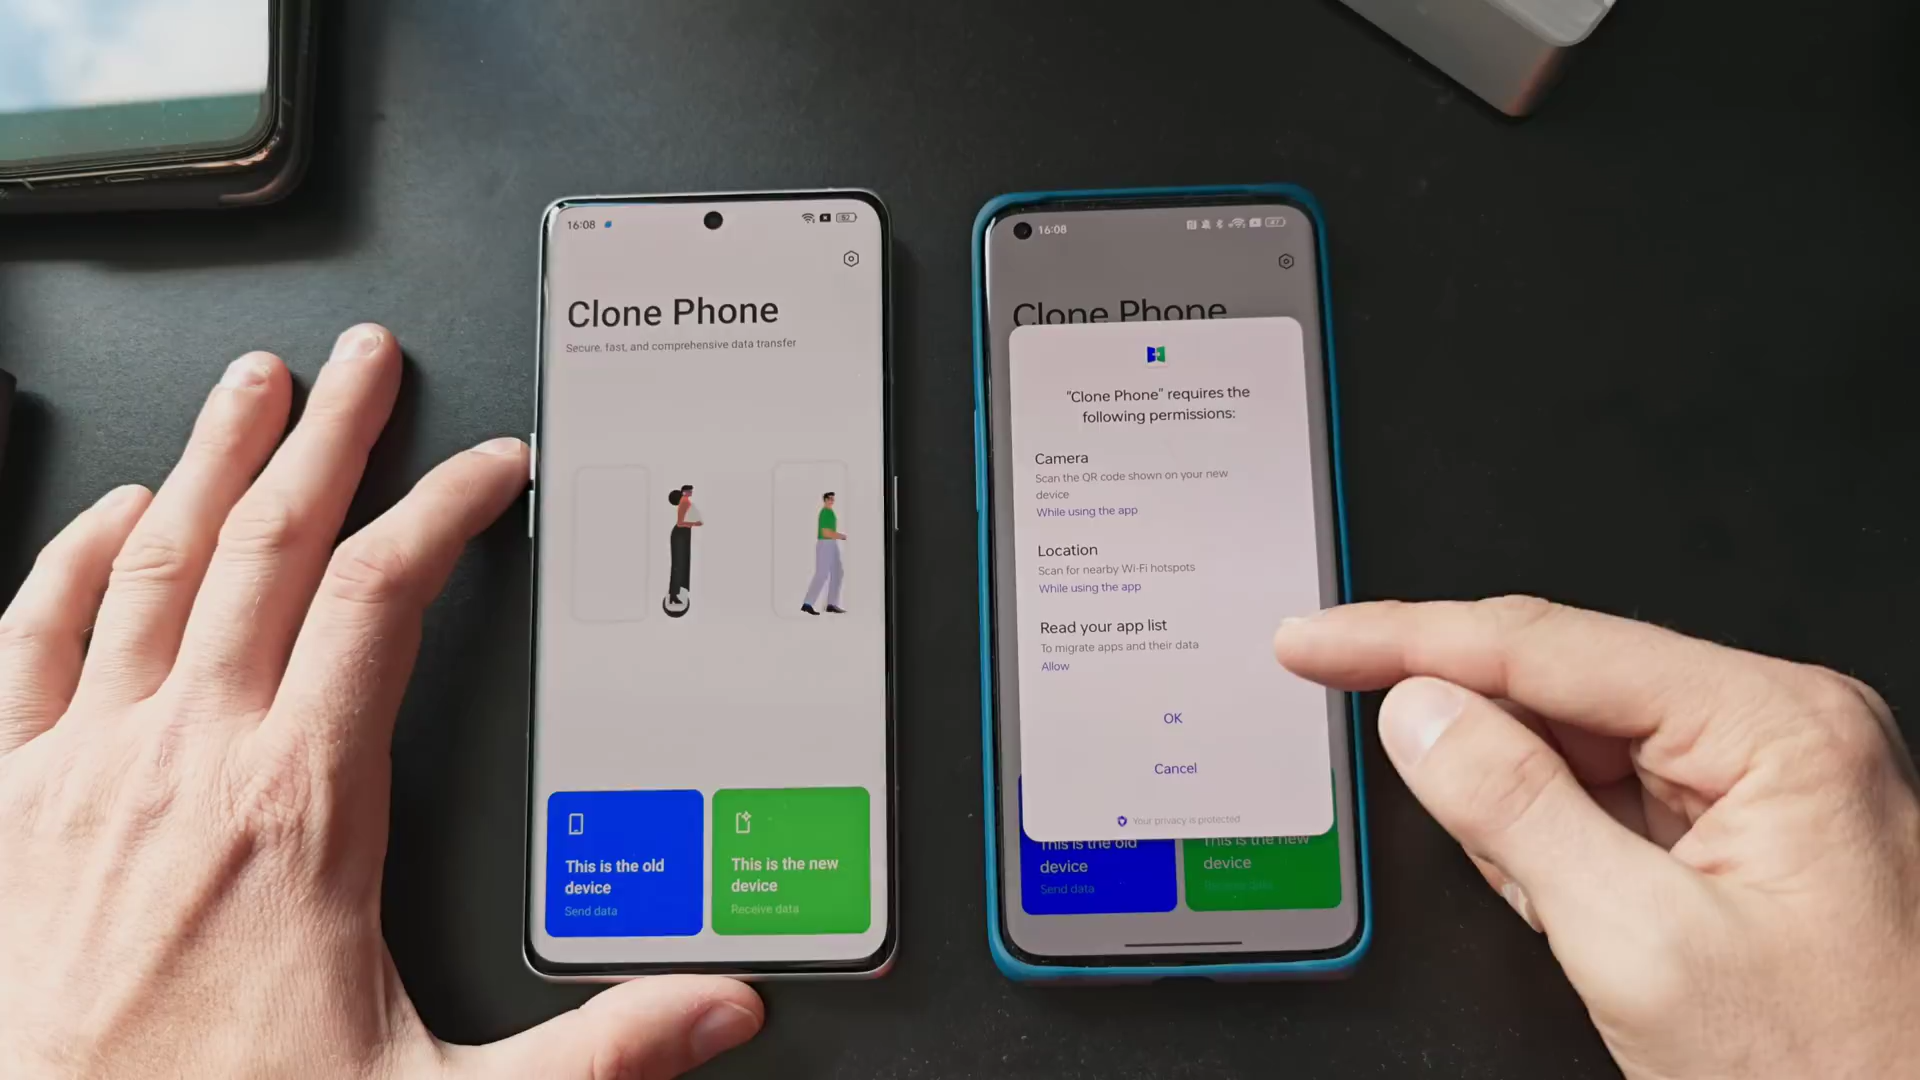 16:08
62
Clone Phone
Secure, fast, and comprehensive data transfer
This is the old
device
Send data
This is the new
device
Receive data
16:08
47
Clone Phone
"Clone Phone" requires the
following permissions:
Camera
Scan the QR code shown on your new
device
While using the app
Location
Scan for nearby Wi-Fi hotspots
While using the app
Read your app list
To migrate apps and their data
Allow
OK
Cancel
Your privacy is protected
This is the old
device
Send data
This is the new
device
Receive data